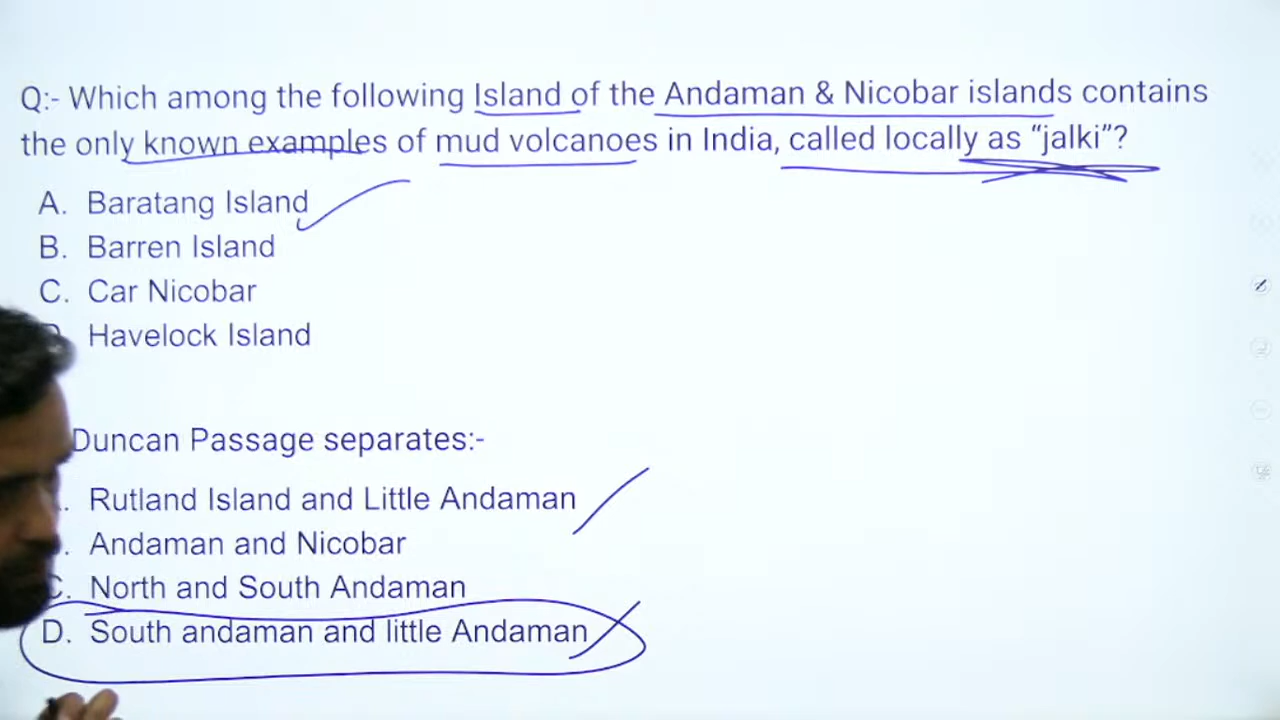 Q:- Which among the following Island of the Andaman & Nicobar islands contains
the only known examples of mud volcanoes in India, called locally as “jalki”?
A. Baratang Island
B. Barren Island
C. Car Nicobar
Havelock Island
Duncan Passage separates:-
Rutland Island and Little Andaman
Andaman and Nicobar
C. North and South Andaman
D. South andaman and little Andaman